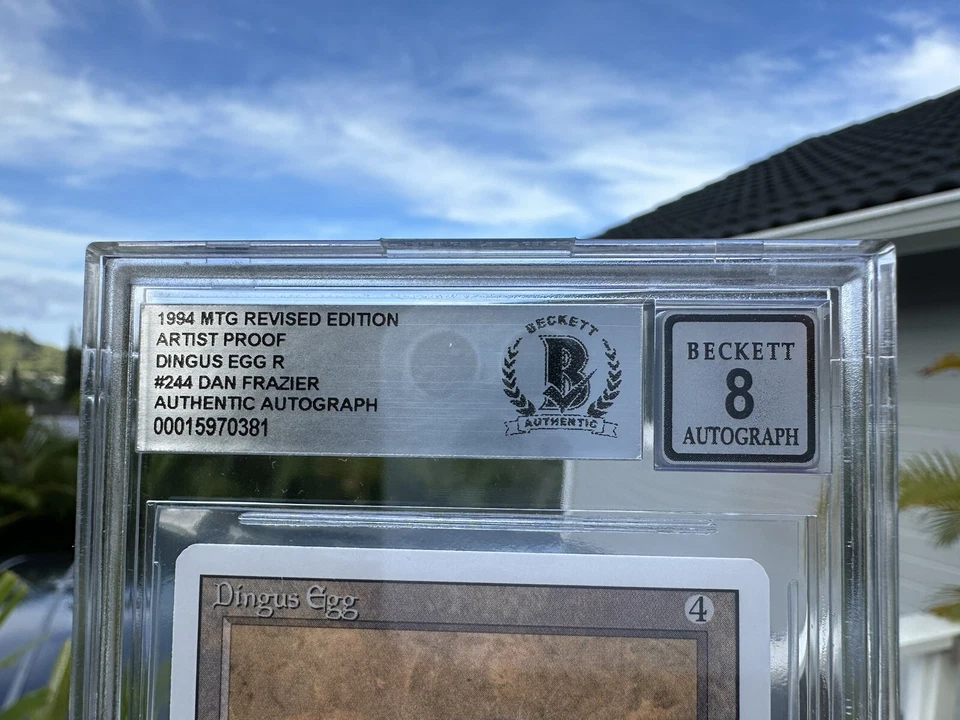 1994 MTG REVISED EDITION
ARTIST PROOF
DINGUS EGG R
#244 DAN FRAZIER
AUTHENTIC AUTOGRAPH
00015970381
BECKETT
B
AUTHENTIC
BECKETT
8
AUTOGRAPH
Dingus Egg
4